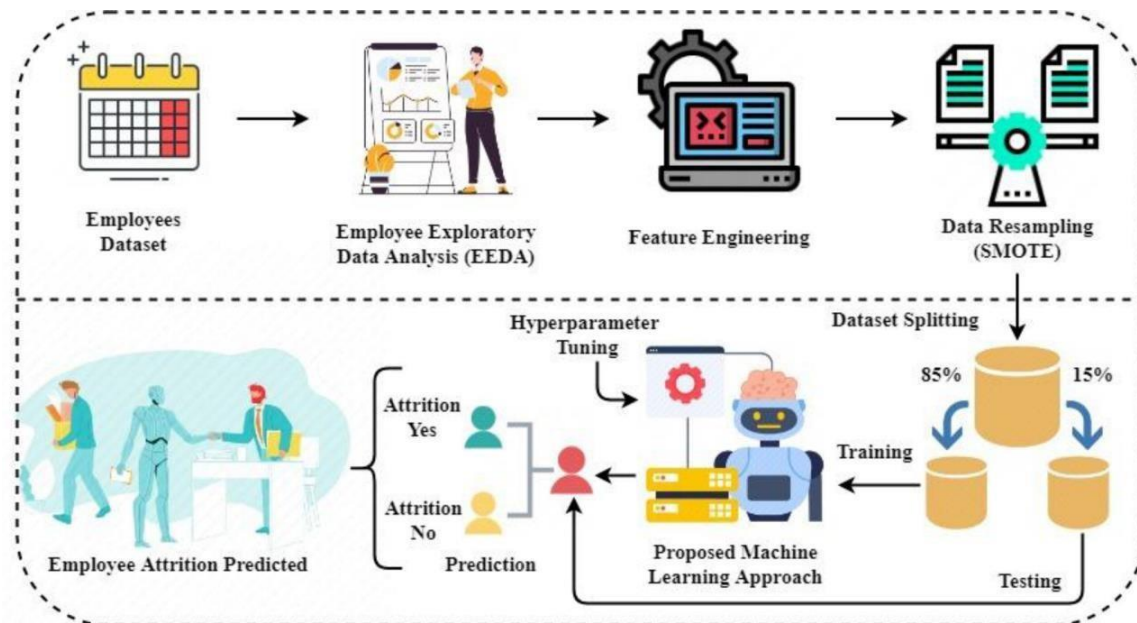 Employees
Dataset
Employee Exploratory
Data Analysis (EEDA)
Feature Engineering
Data Resampling
(SMOTE)
Dataset Splitting
85%
15%
Hyperparameter
Tuning
Training
Attrition
Yes
Attrition
No
Employee Attrition Predicted
Prediction
Proposed Machine
Learning Approach
Testing